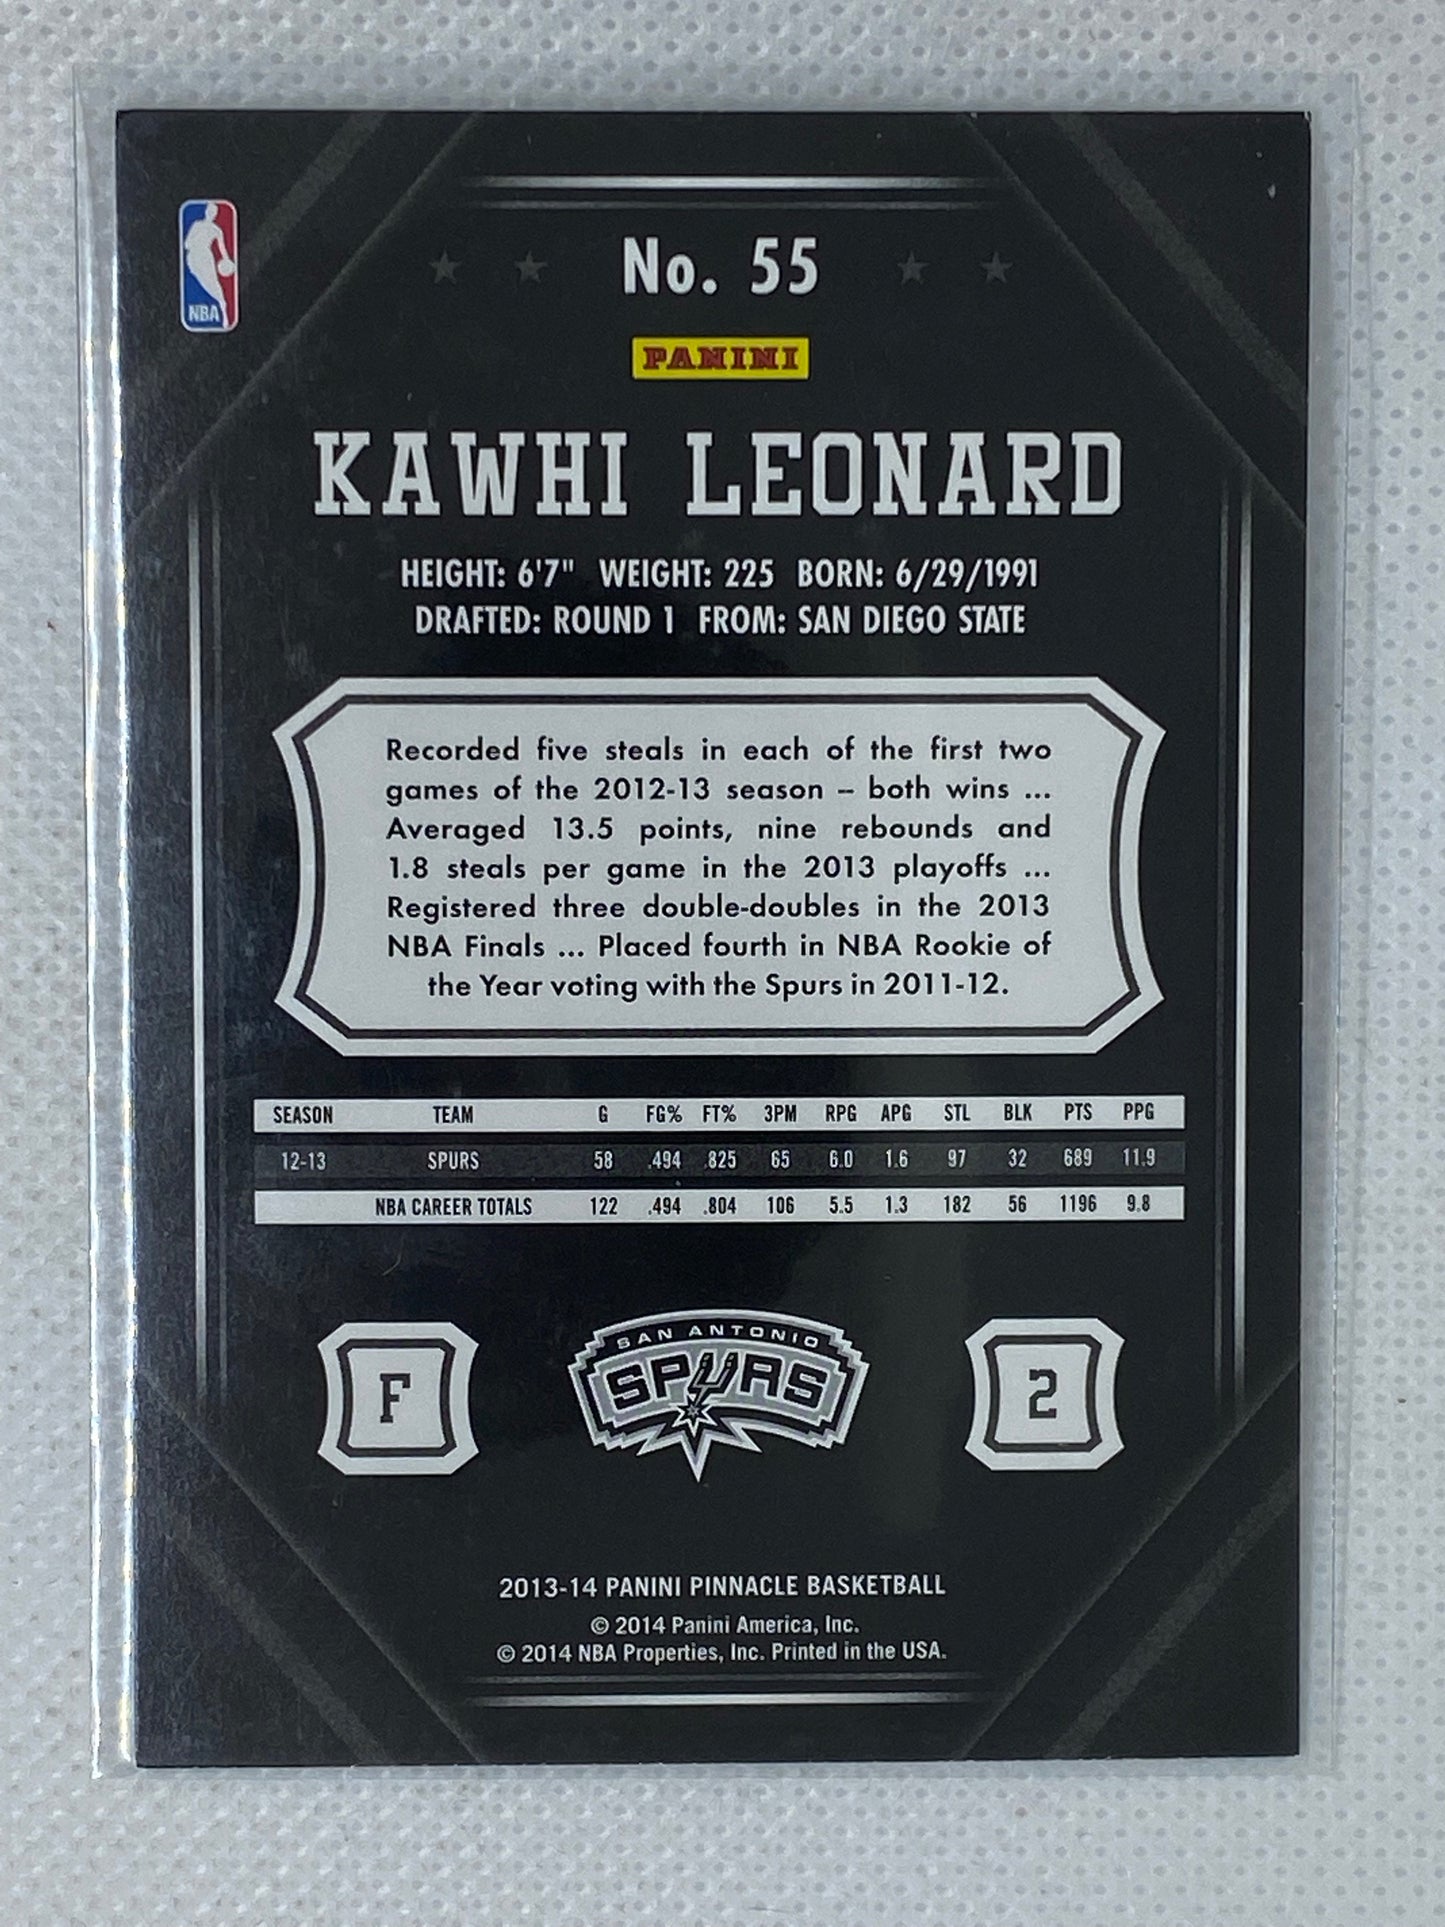 No. 55
NBA
PANINI
KAWHI LEONARD
HEIGHT: 6'7" WEIGHT: 225 BORN: 6/29/1991
DRAFTED: ROUND 1 FROM: SAN DIEGO STATE
Recorded five steals in each of the first two
games of the 2012-13 season – both wins ...
Averaged 13.5 points, nine rebounds and
1.8 steals per game in the 2013 playoffs ...
Registered three double-doubles in the 2013
NBA Finals ... Placed fourth in NBA Rookie of
the Year voting with the Spurs in 2011-12.
SEASON TEAM G FG% FT% 3PM RPG APG STL BLK PTS PPG
12-13 SPURS 58 .494 .825 65 6.0 1.6 97 32 689 11.9
NBA CAREER TOTALS 122 .494 .804 106 5.5 1.3 182 56 1196 9.8
SAN ANTONIO
F SPURS 2
2013-14 PANINI PINNACLE BASKETBALL
© 2014 Panini America, Inc.
© 2014 NBA Properties, Inc. Printed in the USA.